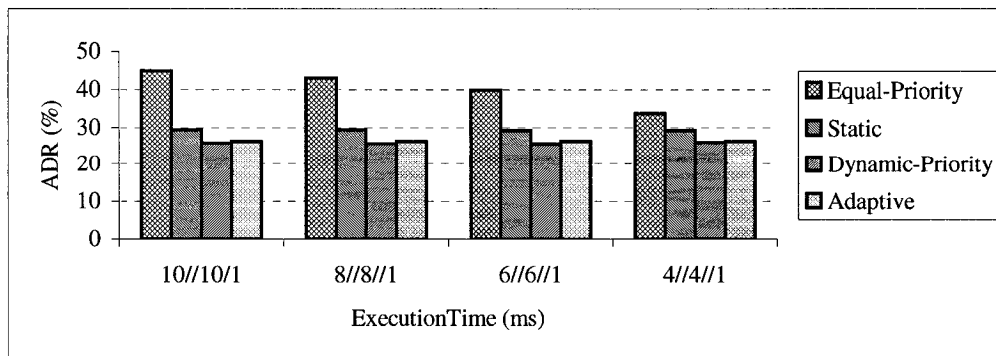 50
40
30
20
10
0
ADR (%)
10//10/1
8//8//1
6//6//1
4//4//1
ExecutionTime (ms)
Equal-Priority
Static
Dynamic-Priority
Adaptive